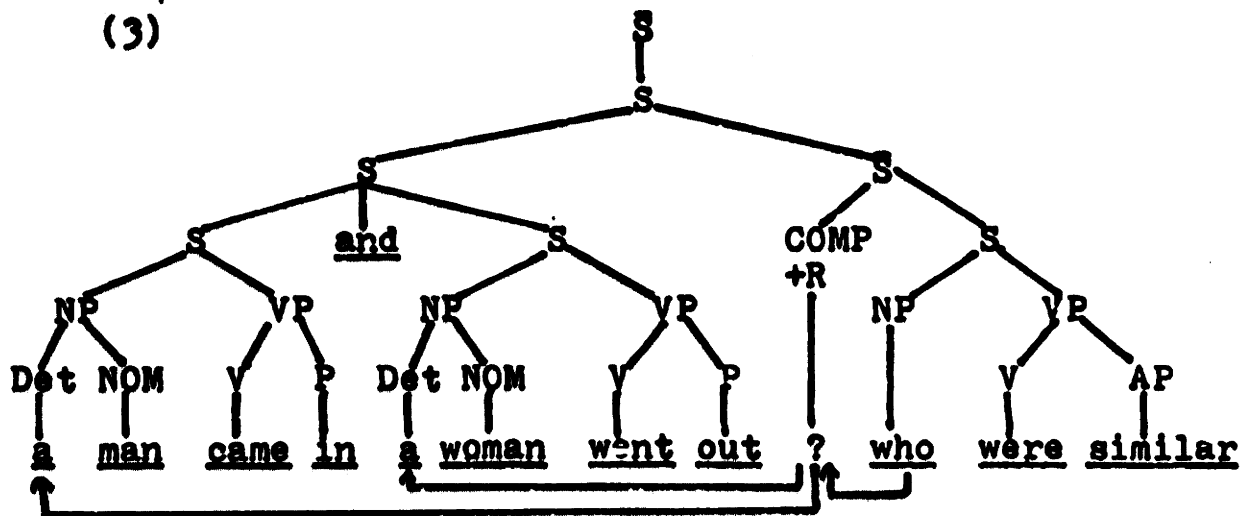 (3)
S
S
S S
S and S COMP S
+R
NP VP NP VP NP VP
Det NOM V P Det NOM V P V AP
a man came in a woman went out ? who were similar